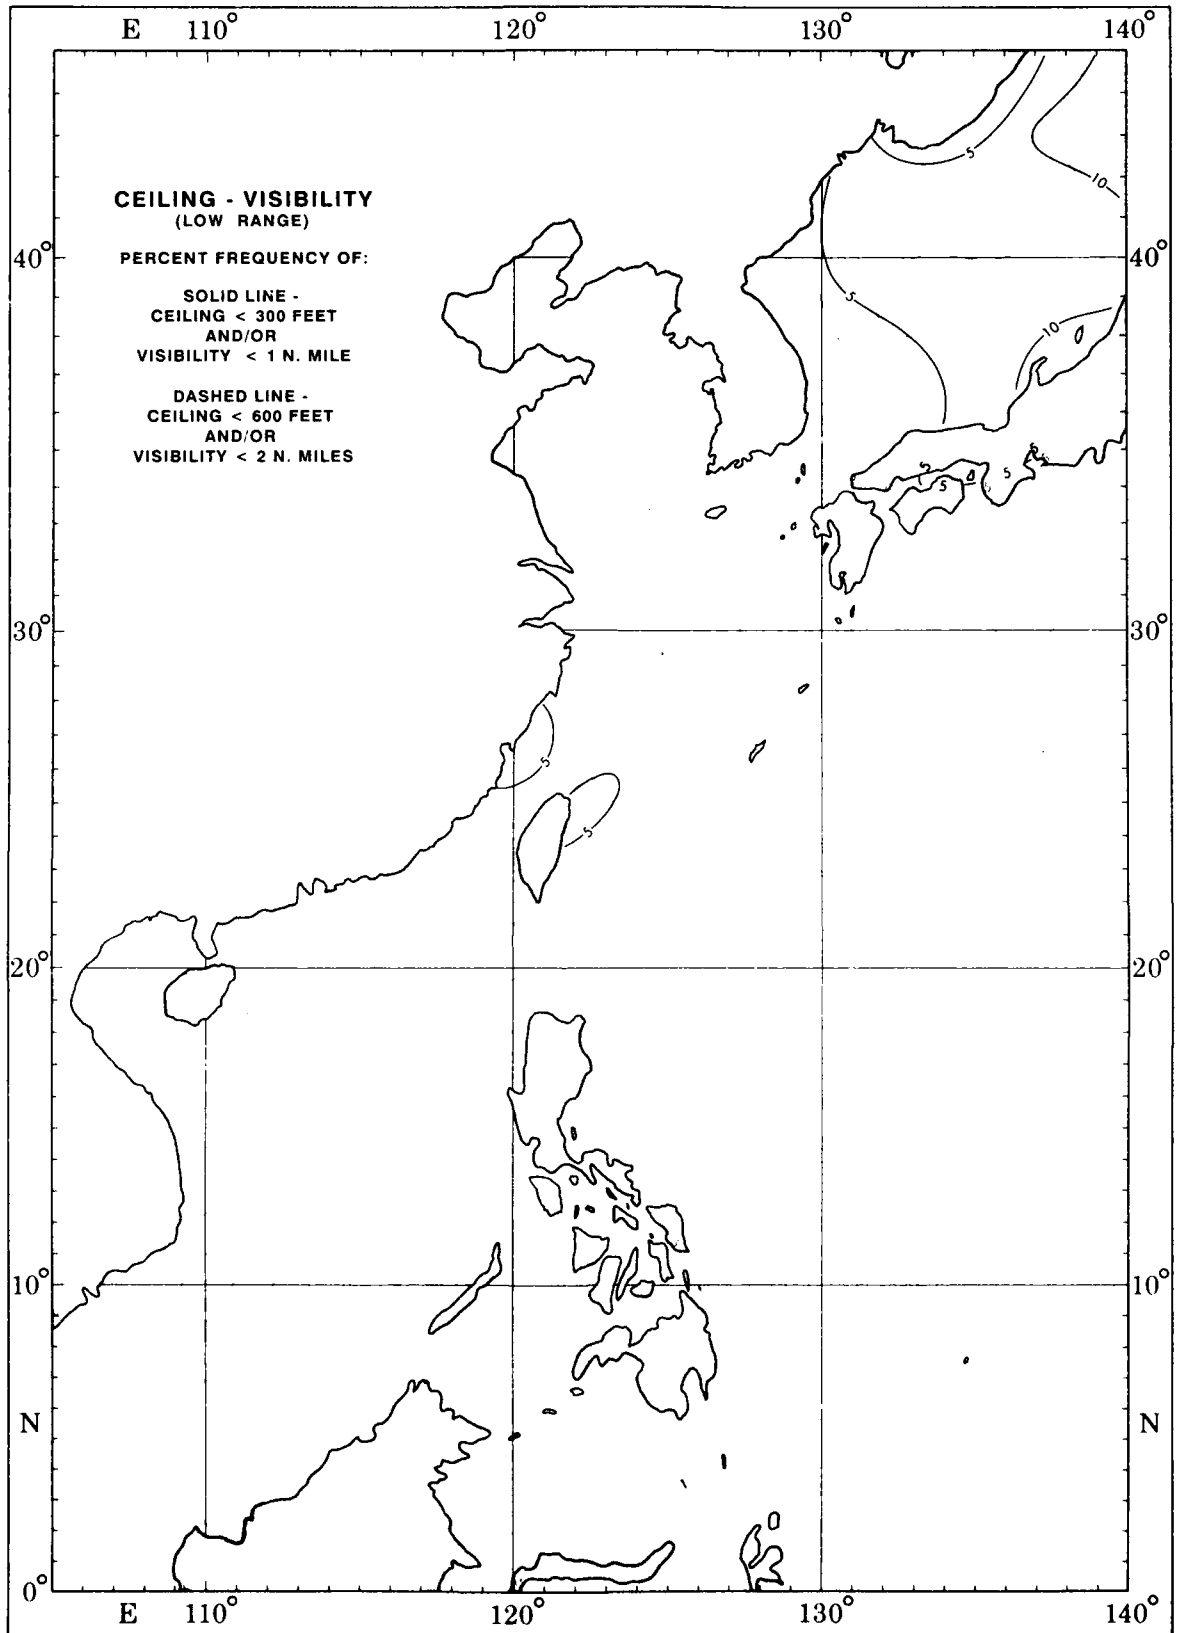 E 110° 120° 130° 140°
5
10
CEILING - VISIBILITY
(LOW RANGE)
40° 40°
PERCENT FREQUENCY OF:
SOLID LINE -
CEILING < 300 FEET
AND/OR
VISIBILITY < 1 N. MILE
5
10
DASHED LINE -
CEILING < 600 FEET
AND/OR
VISIBILITY < 2 N. MILES
5
5
30° 30°
5
5
20° 20°
10° 10°
N N
0° 0°
E 110° 120° 130° 140°